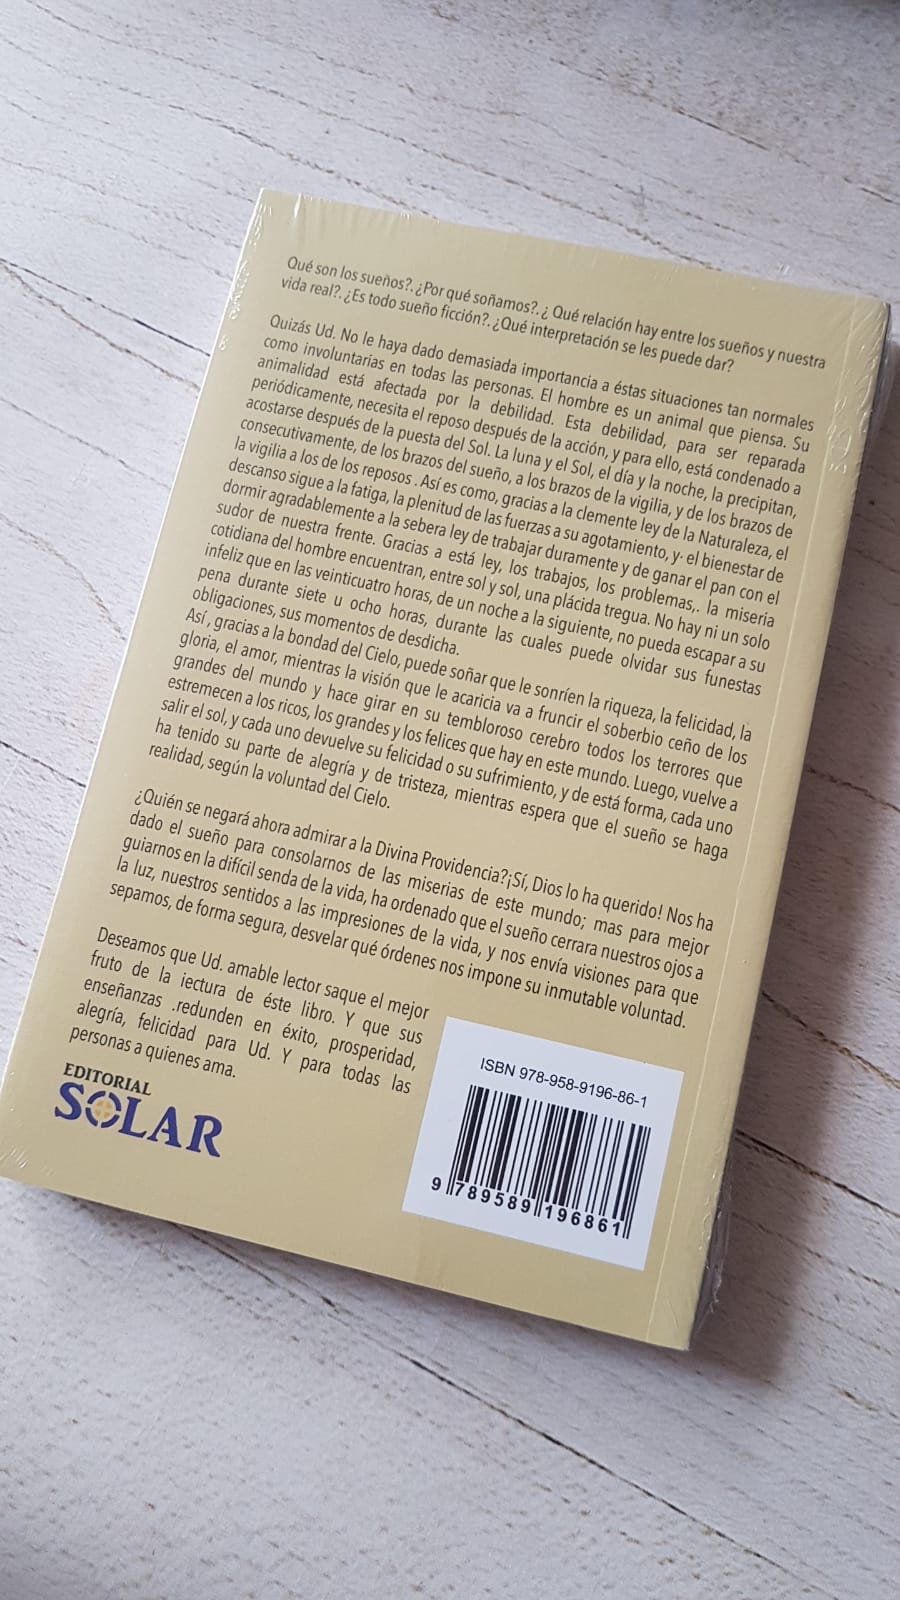 Qué son los sueños?. ¿Por qué soñamos?. ¿ Qué relación hay entre los sueños y nuestra
vida real?. ¿Es todo sueño ficción?. ¿Qué interpretación se les puede dar?
Quizás Ud. No le haya dado demasiada importancia a éstas situaciones tan normales
como involuntarias en todas las personas. El hombre es un animal que piensa. Su
animalidad está afectada por la debilidad. Esta debilidad, para ser reparada
periódicamente, necesita el reposo después de la acción, y para ello, está condenado a
acostarse después de la puesta del Sol. La luna y el Sol, el día y la noche, la precipitan,
consecutivamente, de los brazos del sueño, a los brazos de la vigilia, y de los brazos de
la vigilia a los de los reposos . Así es como, gracias a la clemente ley de la Naturaleza, el
descanso sigue a la fatiga, la plenitud de las fuerzas a su agotamiento, y· el bienestar de
dormir agradablemente a la sebera ley de trabajar duramente y de ganar el pan con el
sudor de nuestra frente. Gracias a está ley, los trabajos, los problemas,. la miseria
cotidiana del hombre encuentran, entre sol y sol, una plácida tregua. No hay ni un solo
infeliz que en las veinticuatro horas, de un noche a la siguiente, no pueda escapar a su
pena durante siete u ocho horas, durante las cuales puede olvidar sus funestas
obligaciones, sus momentos de desdicha.
Así, gracias a la bondad del Cielo, puede soñar que le sonríen la riqueza, la felicidad, la
gloria, el amor, mientras la visión que le acaricia va a fruncir el soberbio ceño de los
grandes del mundo y hace girar en su tembloroso cerebro todos los terrores que
estremecen a los ricos, los grandes y los felices que hay en este mundo. Luego, vuelve a
salir el sol, y cada uno devuelve su felicidad o su sufrimiento, y de está forma, cada uno
ha tenido su parte de alegría y de tristeza, mientras espera que el sueño se haga
realidad, según la voluntad del Cielo.
¿Quién se negará ahora admirar a la Divina Providencia?¡Sí, Dios lo ha querido! Nos ha
dado el sueño para consolarnos de las miserias de este mundo; mas para mejor
guiarnos en la difícil senda de la vida, ha ordenado que el sueño cerrara nuestros ojos a
la luz, nuestros sentidos a las impresiones de la vida, y nos envía visiones para que
sepamos, de forma segura, desvelar qué órdenes nos impone su inmutable voluntad.
Deseamos que Ud. amable lector saque el mejor
fruto de la lectura de éste libro. Y que sus
enseñanzas .redunden en éxito, prosperidad,
alegría, felicidad para Ud. Y para todas las
personas a quienes ama.
EDITORIAL
SOLAR
ISBN 978-958-9196-86-1
9 789589 196861